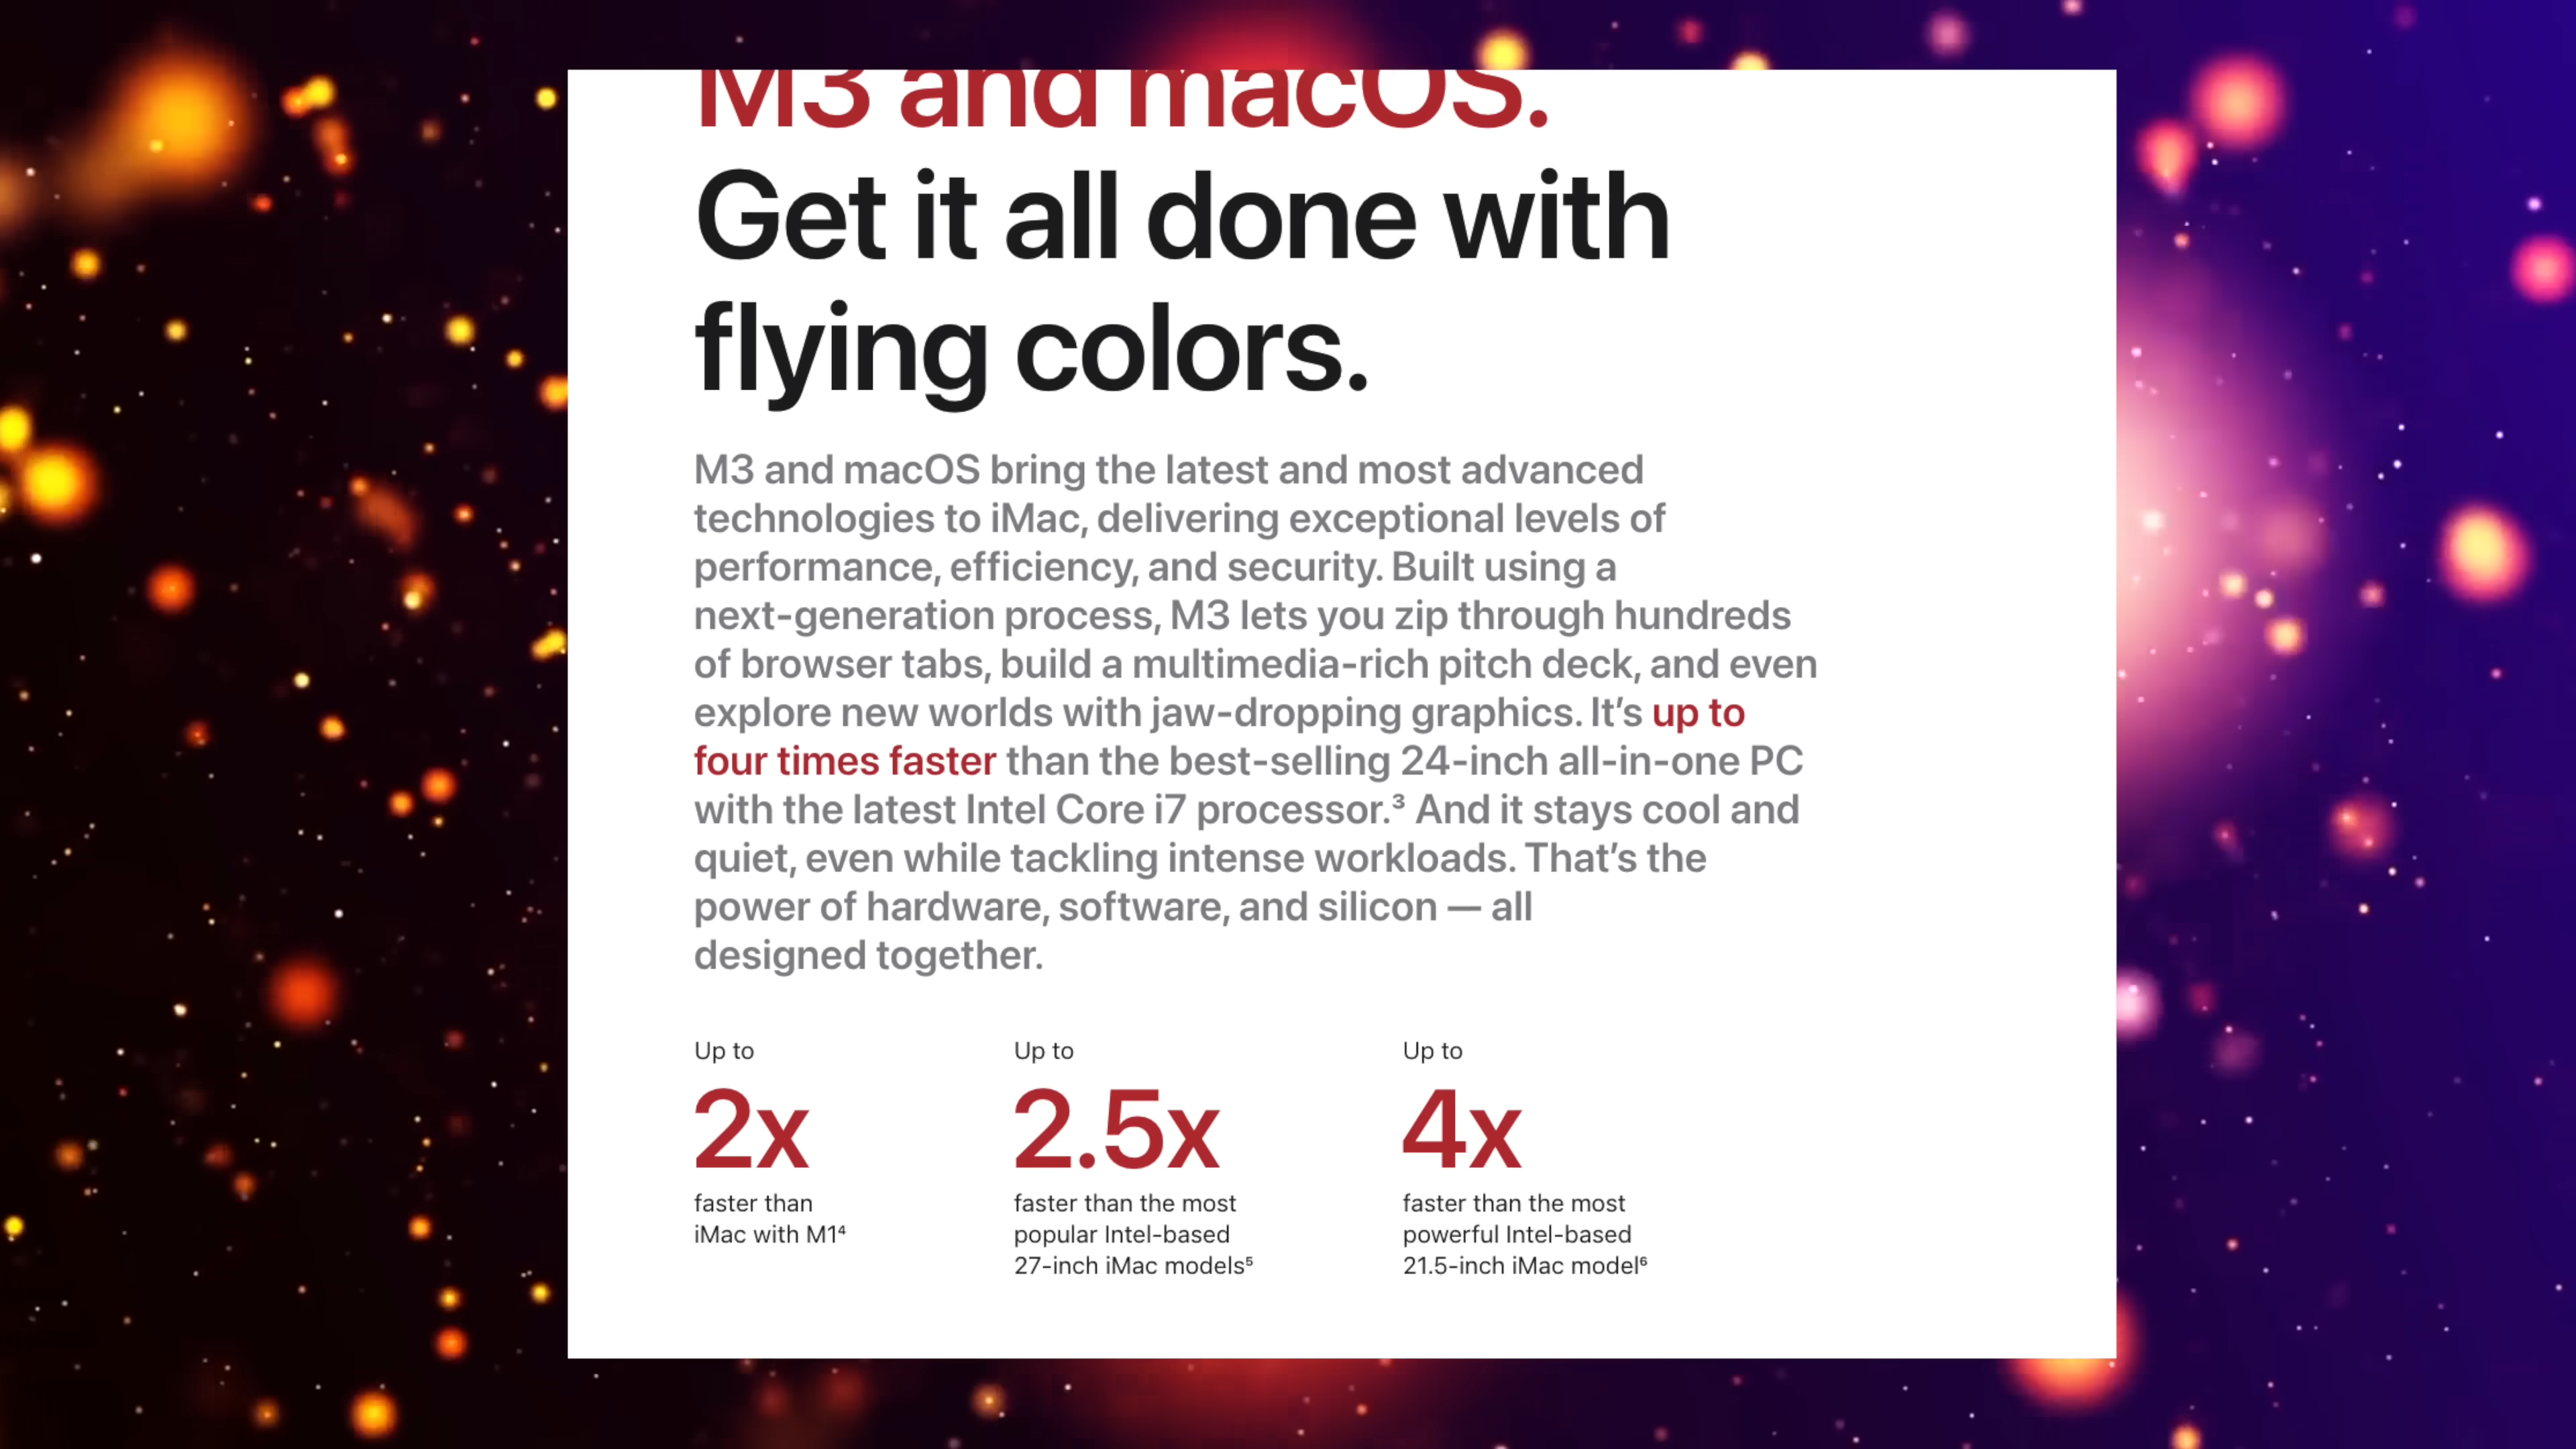 M3 and macOS.
Get it all done with
flying colors.
M3 and macOS bring the latest and most advanced
technologies to iMac, delivering exceptional levels of
performance, efficiency, and security. Built using a
next-generation process, M3 lets you zip through hundreds
of browser tabs, build a multimedia-rich pitch deck, and even
explore new worlds with jaw-dropping graphics. It’s up to
four times faster than the best-selling 24-inch all-in-one PC
with the latest Intel Core i7 processor.³ And it stays cool and
quiet, even while tackling intense workloads. That’s the
power of hardware, software, and silicon — all
designed together.
Up to
2x
faster than
iMac with M1⁴
Up to
2.5x
faster than the most
popular Intel-based
27-inch iMac models⁵
Up to
4x
faster than the most
powerful Intel-based
21.5-inch iMac model⁶